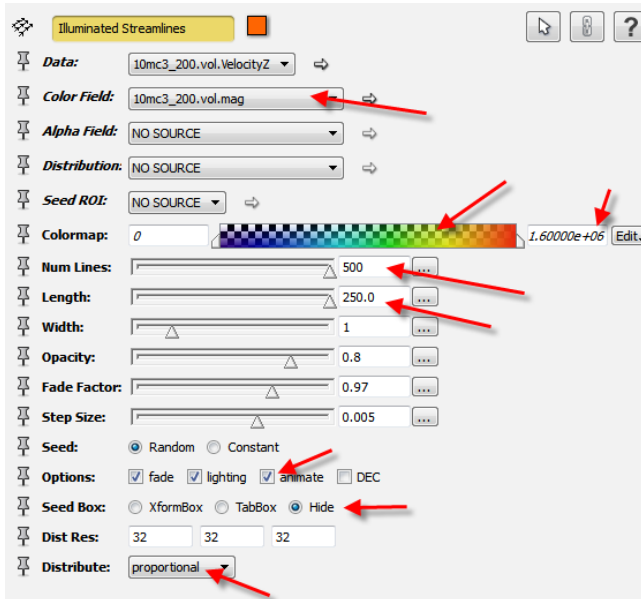 Illuminated Streamlines ?
Data: 10mc3_200.vol.VelocityZ
Color Field: 10mc3_200.vol.mag
Alpha Field: NO SOURCE
Distribution: NO SOURCE
Seed ROI: NO SOURCE
Colormap: 0 1.60000e+06 Edit.
Num Lines: 500 ...
Length: 250.0 ...
Width: 1 ...
Opacity: 0.8 ...
Fade Factor: 0.97 ...
Step Size: 0.005 ...
Seed: Random Constant
Options: fade lighting animate DEC
Seed Box: XformBox TabBox Hide
Dist Res: 32 32 32
Distribute: proportional